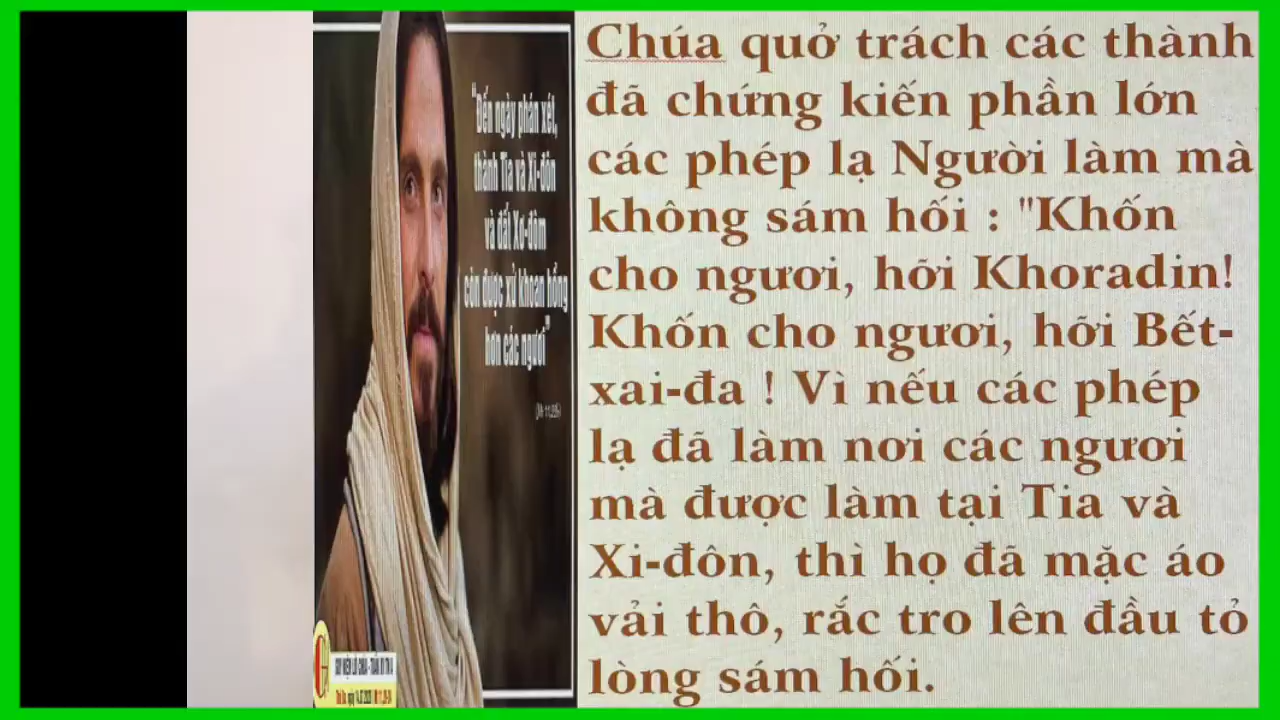 "Đến ngày phán xét,
thành Tia và Xi-đôn
và đất Xơ-đôm
còn được xử khoan hồng
hơn các ngươi"
Chúa quở trách các thành
đã chứng kiến phần lớn
các phép lạ Người làm mà
không sám hối : "Khốn
cho ngươi, hỡi Khoradin!
Khốn cho ngươi, hỡi Bết-
xai-đa ! Vì nếu các phép
lạ đã làm nơi các ngươi
mà được làm tại Tia và
Xi-đôn, thì họ đã mặc áo
vải thô, rắc tro lên đầu tỏ
lòng sám hối.